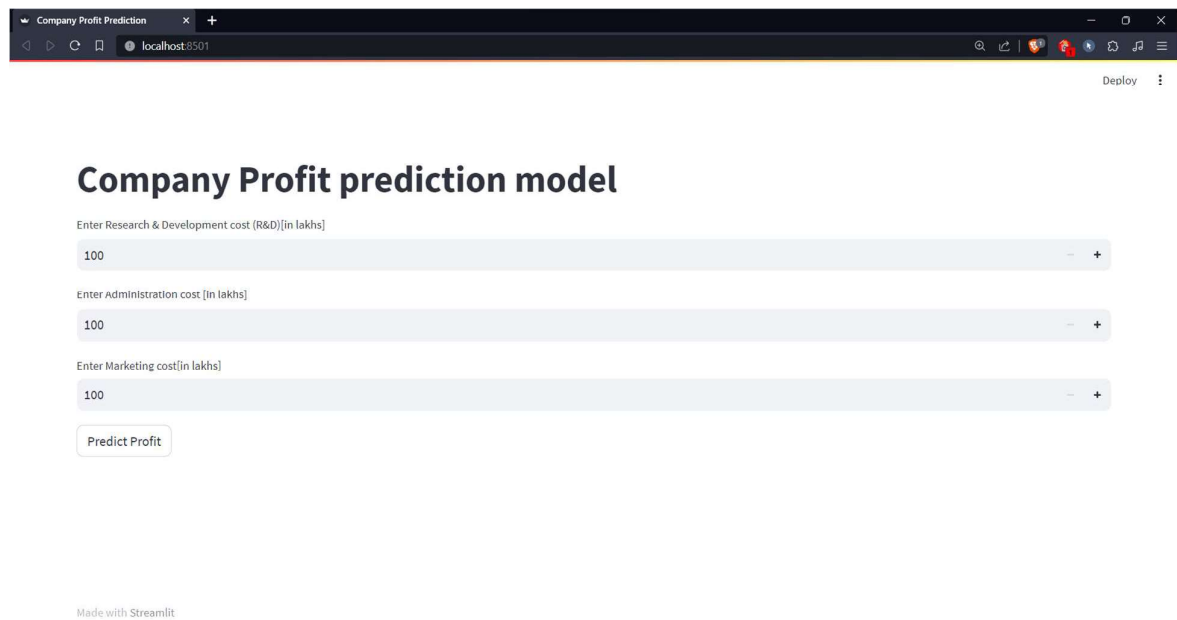 Company Profit Prediction
localhost:8501
Deploy
Company Profit prediction model
Enter Research & Development cost (R&D)[in lakhs]
100
Enter Administration cost [in lakhs]
100
Enter Marketing cost[in lakhs]
100
Predict Profit
Made with Streamlit